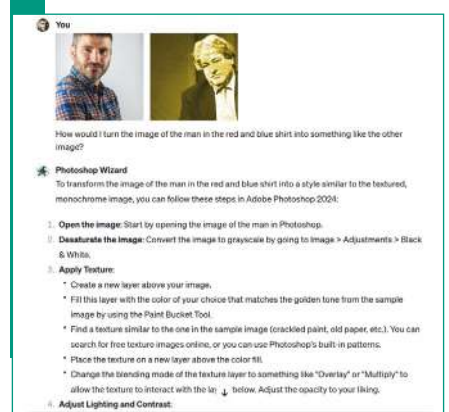 You
How would I turn the image of the man in the red and blue shirt into something like the other
image?
Photoshop Wizard
To transform the image of the man in the red and blue shirt into a style similar to the textured,
monochrome image, you can follow these steps in Adobe Photoshop 2024:
1. Open the image: Start by opening the image of the man in Photoshop.
2. Desaturate the image: Convert the image to grayscale by going to Image > Adjustments > Black
& White.
3. Apply Texture:
• Create a new layer above your image.
• Fill this layer with the color of your choice that matches the golden tone from the sample
image by using the Paint Bucket Tool.
• Find a texture similar to the one in the sample image (crackled paint, old paper, etc.). You can
search for free texture images online, or you can use Photoshop's built-in patterns.
• Place the texture on a new layer above the color fill.
• Change the blending mode of the texture layer to something like "Overlay" or "Multiply" to
allow the texture to interact with the below. Adjust the opacity to your liking.
4. Adjust Lighting and Contrast: